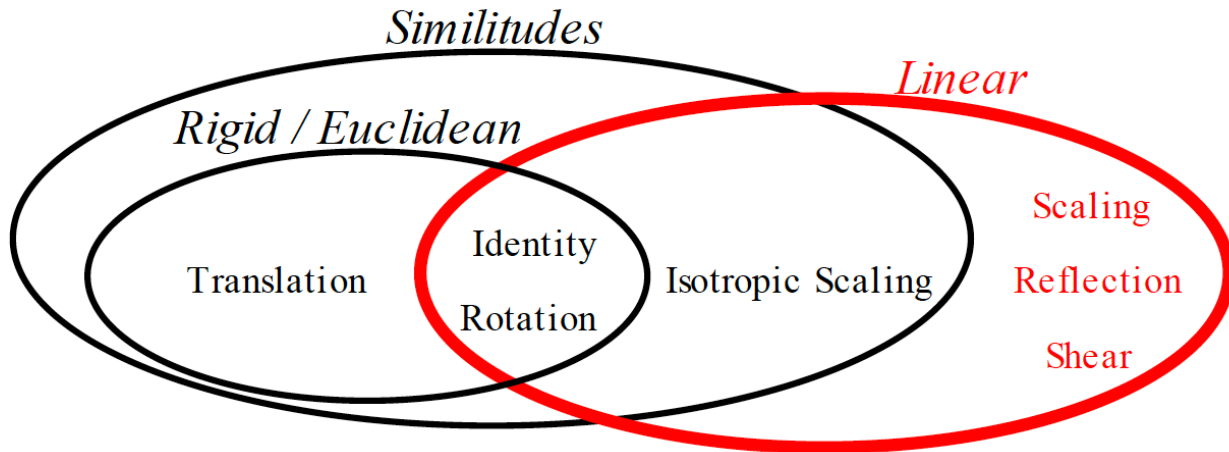 Similitudes
Linear
Rigid / Euclidean
Scaling
Identity
Translation
Isotropic Scaling
Reflection
Rotation
Shear